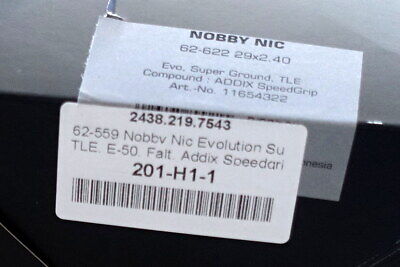 NOBBY NIC
62-622 29x2.40
Evo, Super Ground, TLE
Compound : ADDIX SpeedGrip
Art.-No. 11654322
2438.219.7543
62-559 Nobby Nic Evolution Su
TLE. E-50. Falt. Addix Speedgri
201-H1-1